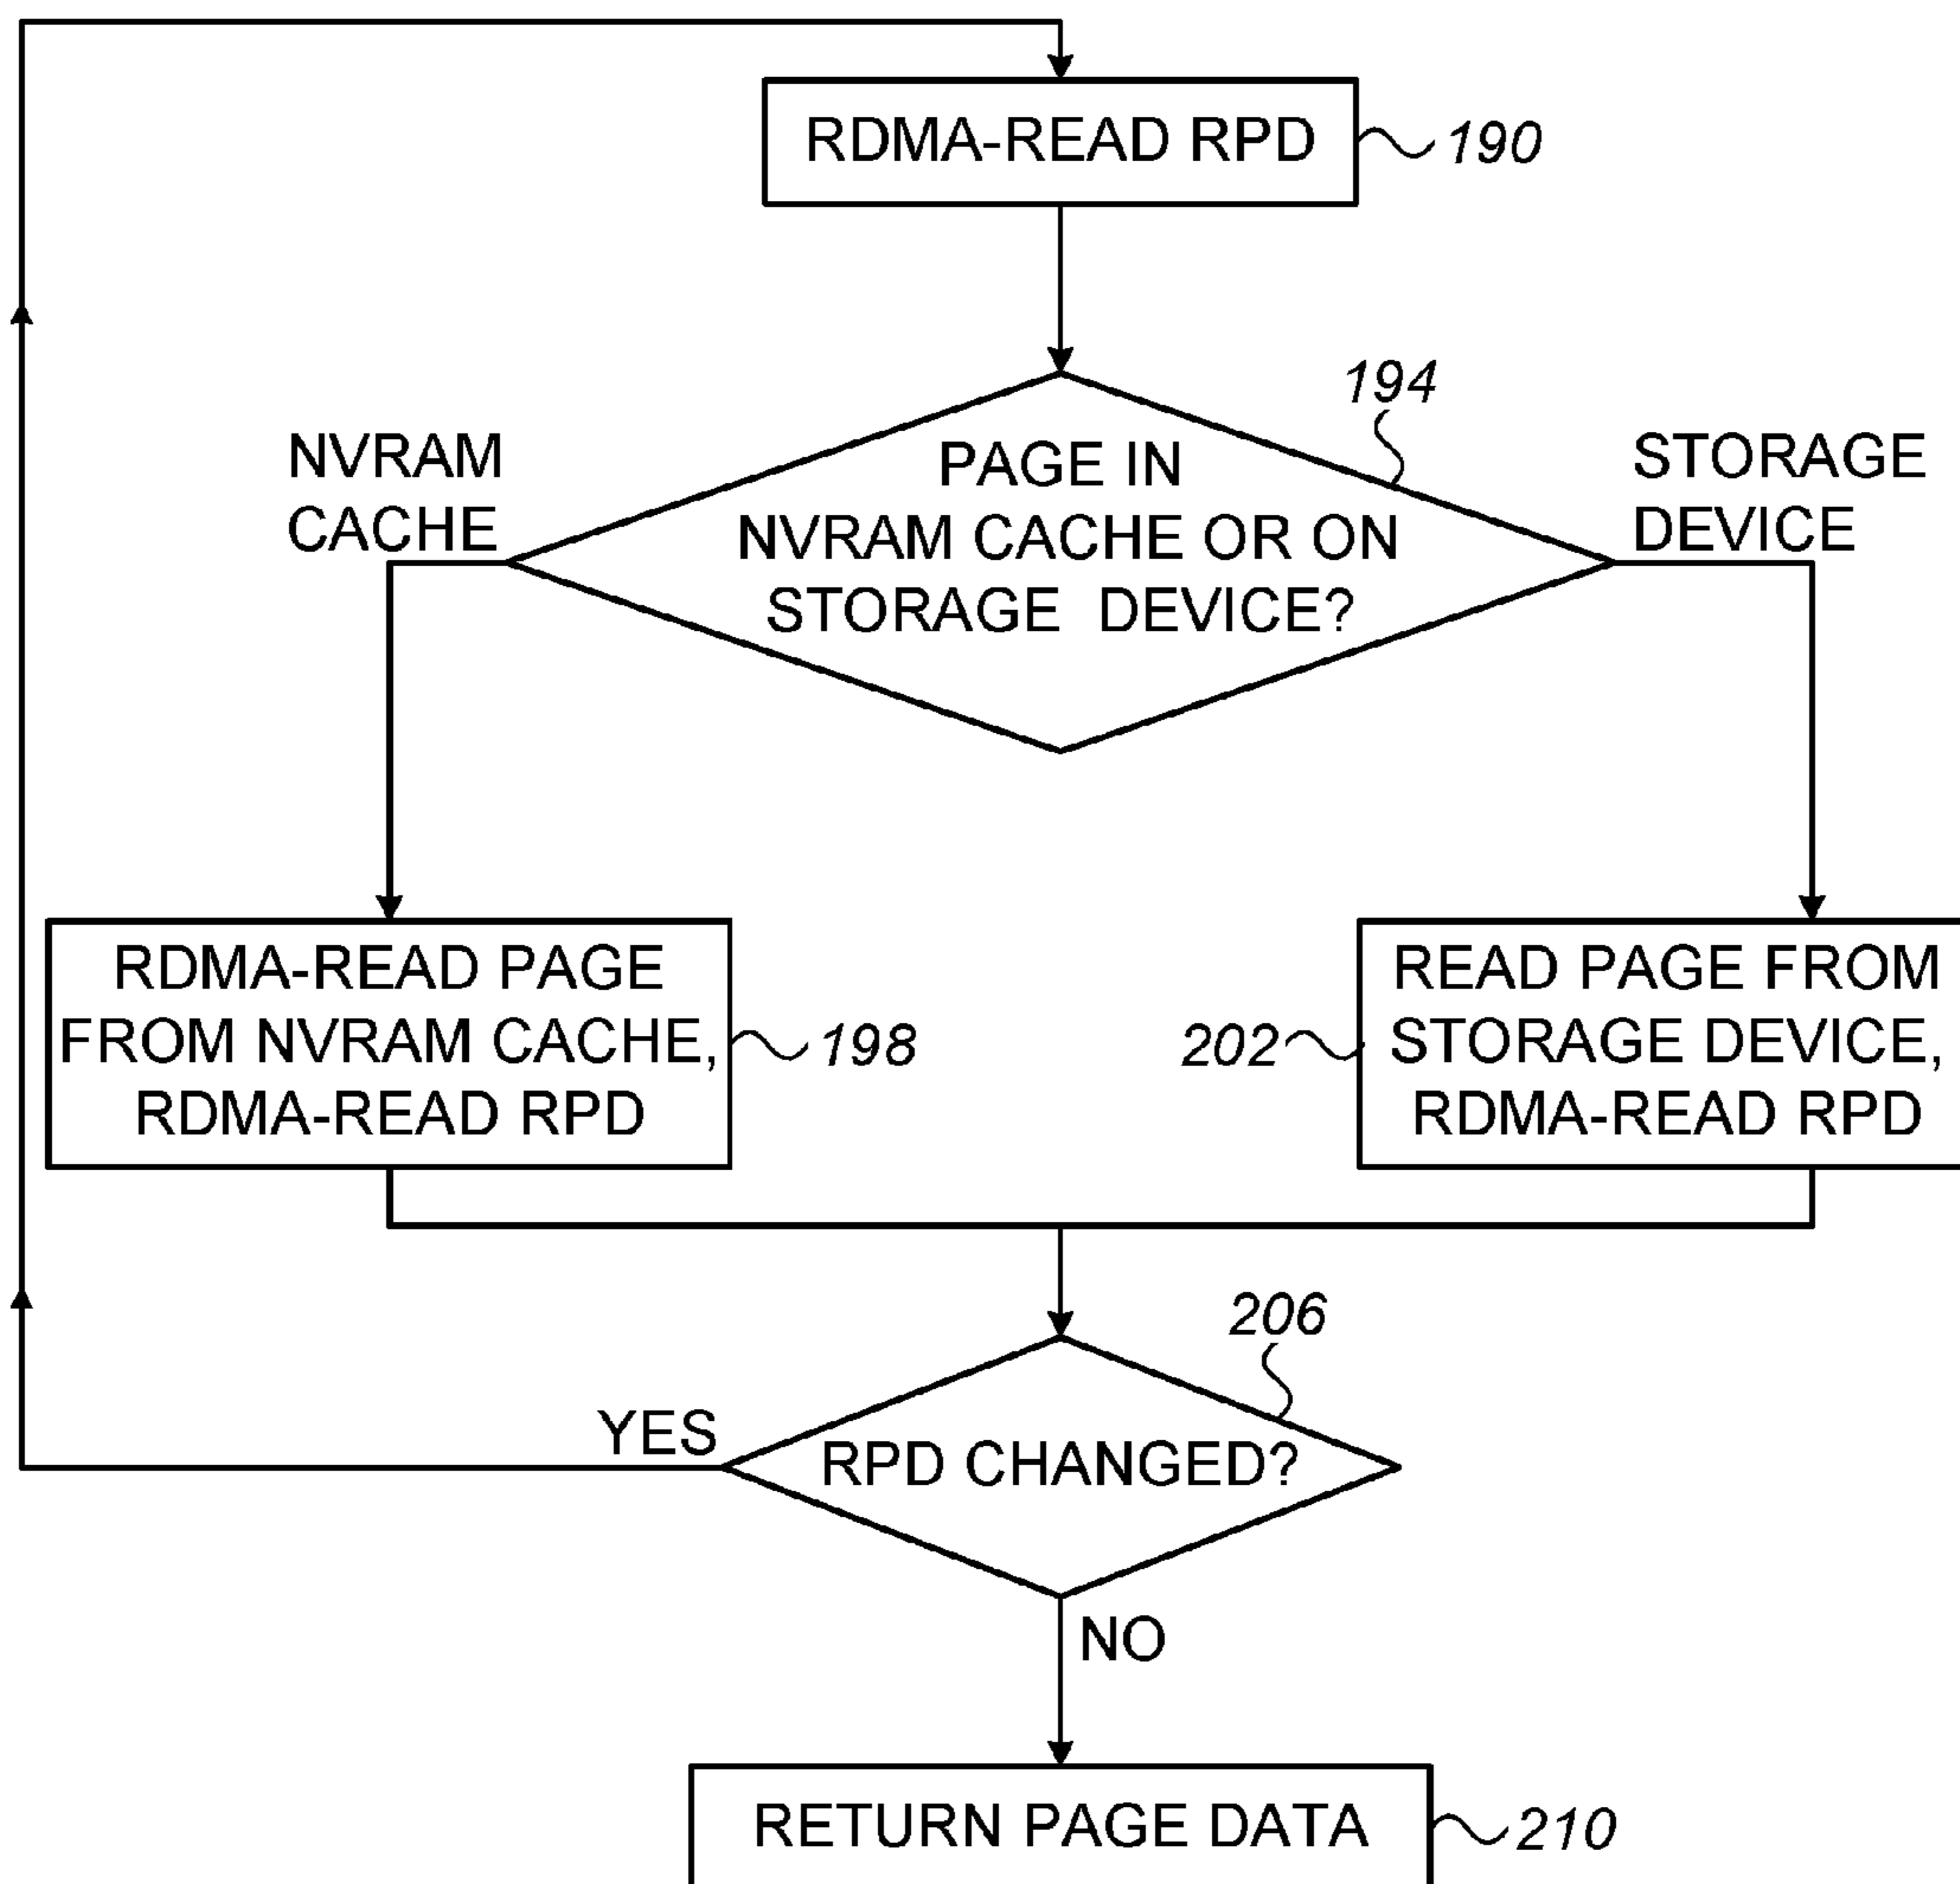 RDMA-READ RPD
190
194
NVRAM
CACHE
PAGE IN
NVRAM CACHE OR ON
STORAGE DEVICE?
STORAGE
DEVICE
RDMA-READ PAGE
FROM NVRAM CACHE,
RDMA-READ RPD
198
202
READ PAGE FROM
STORAGE DEVICE,
RDMA-READ RPD
206
YES
RPD CHANGED?
NO
RETURN PAGE DATA
210